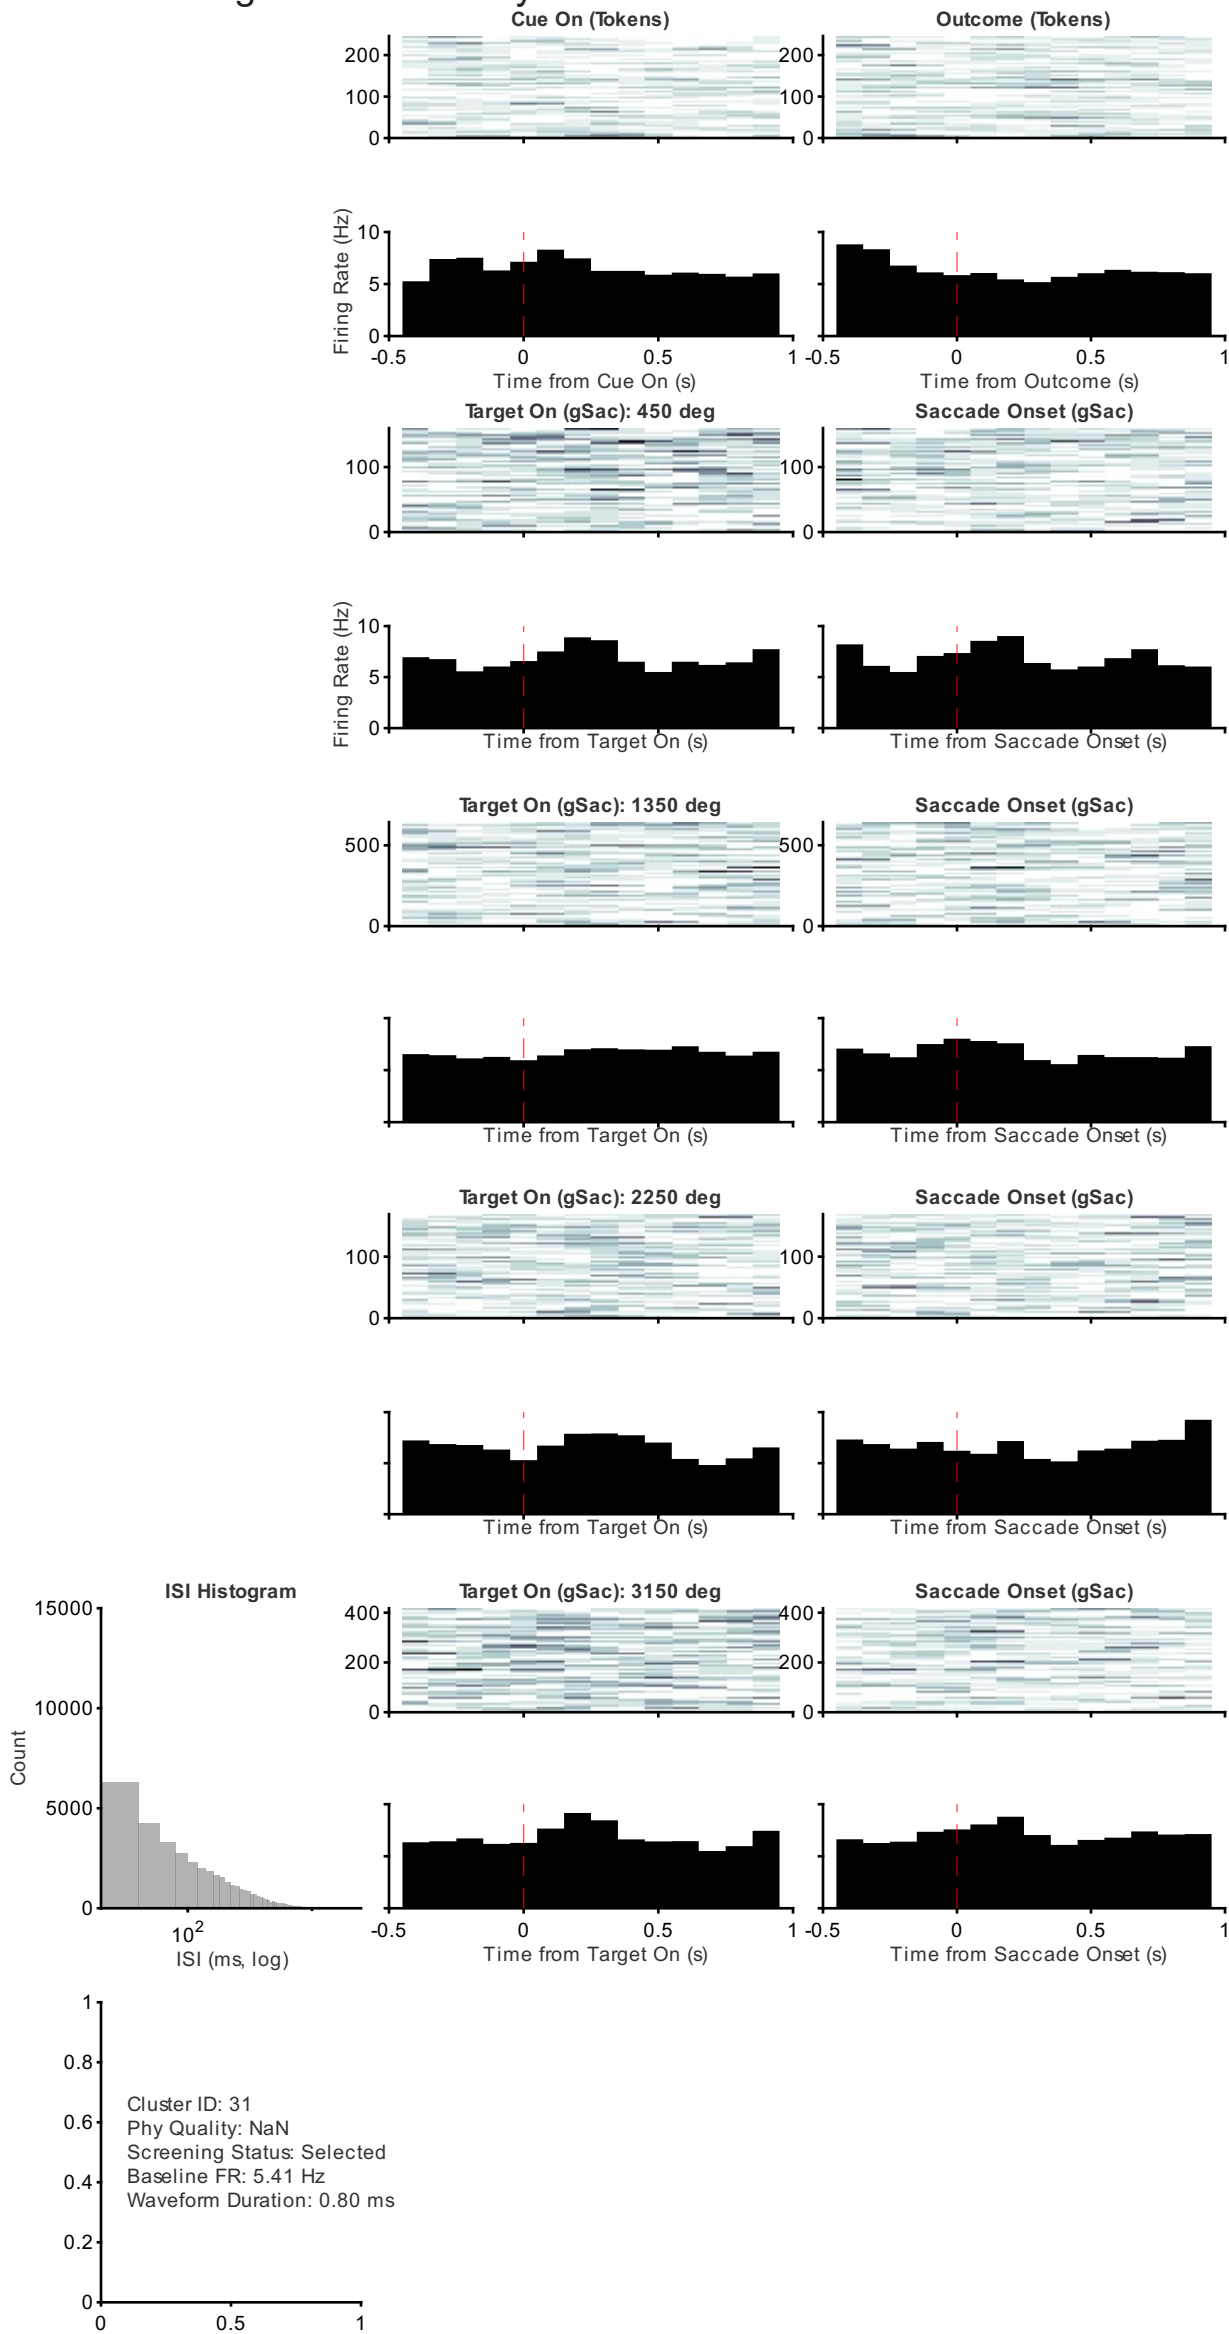 Cue On (Tokens)
Outcome (Tokens)
200
100
0
200
100
0
Firing Rate (Hz)
10
5
0
-0.5
0
0.5
1
-0.5
0
0.5
1
Time from Cue On (s)
Time from Outcome (s)
Target On (gSac): 450 deg
Saccade Onset (gSac)
100
0
100
0
Firing Rate (Hz)
10
5
0
Time from Target On (s)
Time from Saccade Onset (s)
Target On (gSac): 1350 deg
Saccade Onset (gSac)
500
0
500
0
Time from Target On (s)
Time from Saccade Onset (s)
Target On (gSac): 2250 deg
Saccade Onset (gSac)
100
0
100
0
Time from Target On (s)
Time from Saccade Onset (s)
ISI Histogram
Target On (gSac): 3150 deg
Saccade Onset (gSac)
15000
10000
5000
0
Count
10²
ISI (ms, log)
400
200
0
400
200
0
-0.5
0
0.5
1
-0.5
0
0.5
1
Time from Target On (s)
Time from Saccade Onset (s)
1
0.8
0.6
0.4
0.2
0
Cluster ID: 31
Phy Quality: NaN
Screening Status: Selected
Baseline FR: 5.41 Hz
Waveform Duration: 0.80 ms
0
0.5
1